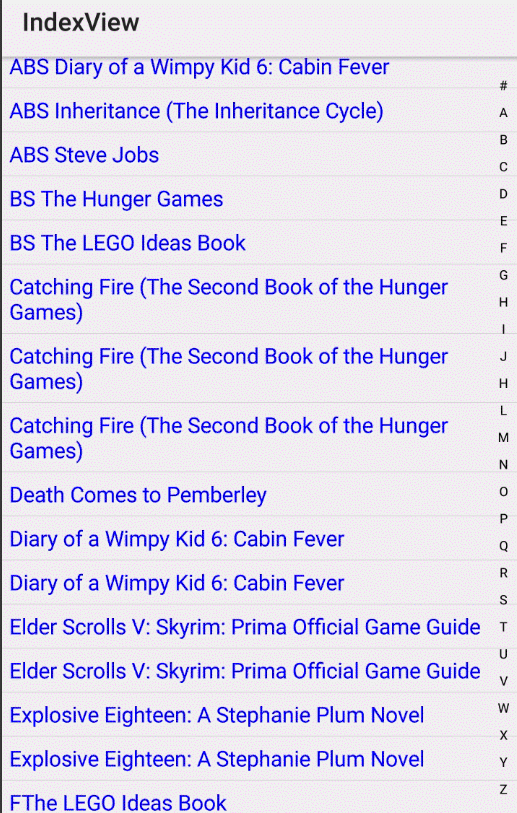 IndexView
ABS Diary of a Wimpy Kid 6: Cabin Fever
ABS Inheritance (The Inheritance Cycle)
ABS Steve Jobs
BS The Hunger Games
BS The LEGO Ideas Book
Catching Fire (The Second Book of the Hunger
Games)
Catching Fire (The Second Book of the Hunger
Games)
Catching Fire (The Second Book of the Hunger
Games)
Death Comes to Pemberley
Diary of a Wimpy Kid 6: Cabin Fever
Diary of a Wimpy Kid 6: Cabin Fever
Elder Scrolls V: Skyrim: Prima Official Game Guide
Elder Scrolls V: Skyrim: Prima Official Game Guide
Explosive Eighteen: A Stephanie Plum Novel
Explosive Eighteen: A Stephanie Plum Novel
FThe LEGO Ideas Book
#
A
B
C
D
E
F
G
H
I
J
H
L
M
N
O
P
Q
R
S
T
U
V
W
X
Y
Z